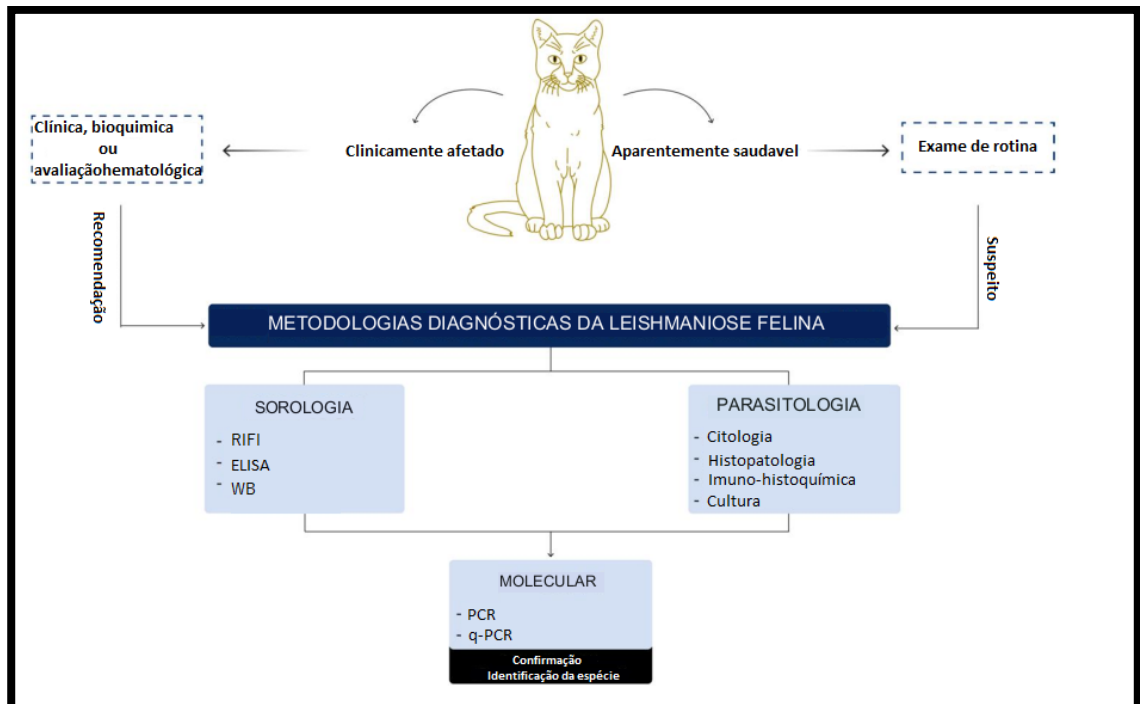 Clínica, bioquimica
ou
avaliaçãohematológica
Clinicamente afetado
Aparentemente saudavel
Exame de rotina
Recomendação
Suspeito
METODOLOGIAS DIAGNÓSTICAS DA LEISHMANIOSE FELINA
SOROLOGIA
- RIFI
- ELISA
- WB
PARASITOLOGIA
- Citologia
- Histopatologia
- Imuno-histoquímica
- Cultura
MOLECULAR
- PCR
- q-PCR
Confirmação
Identificação da espécie